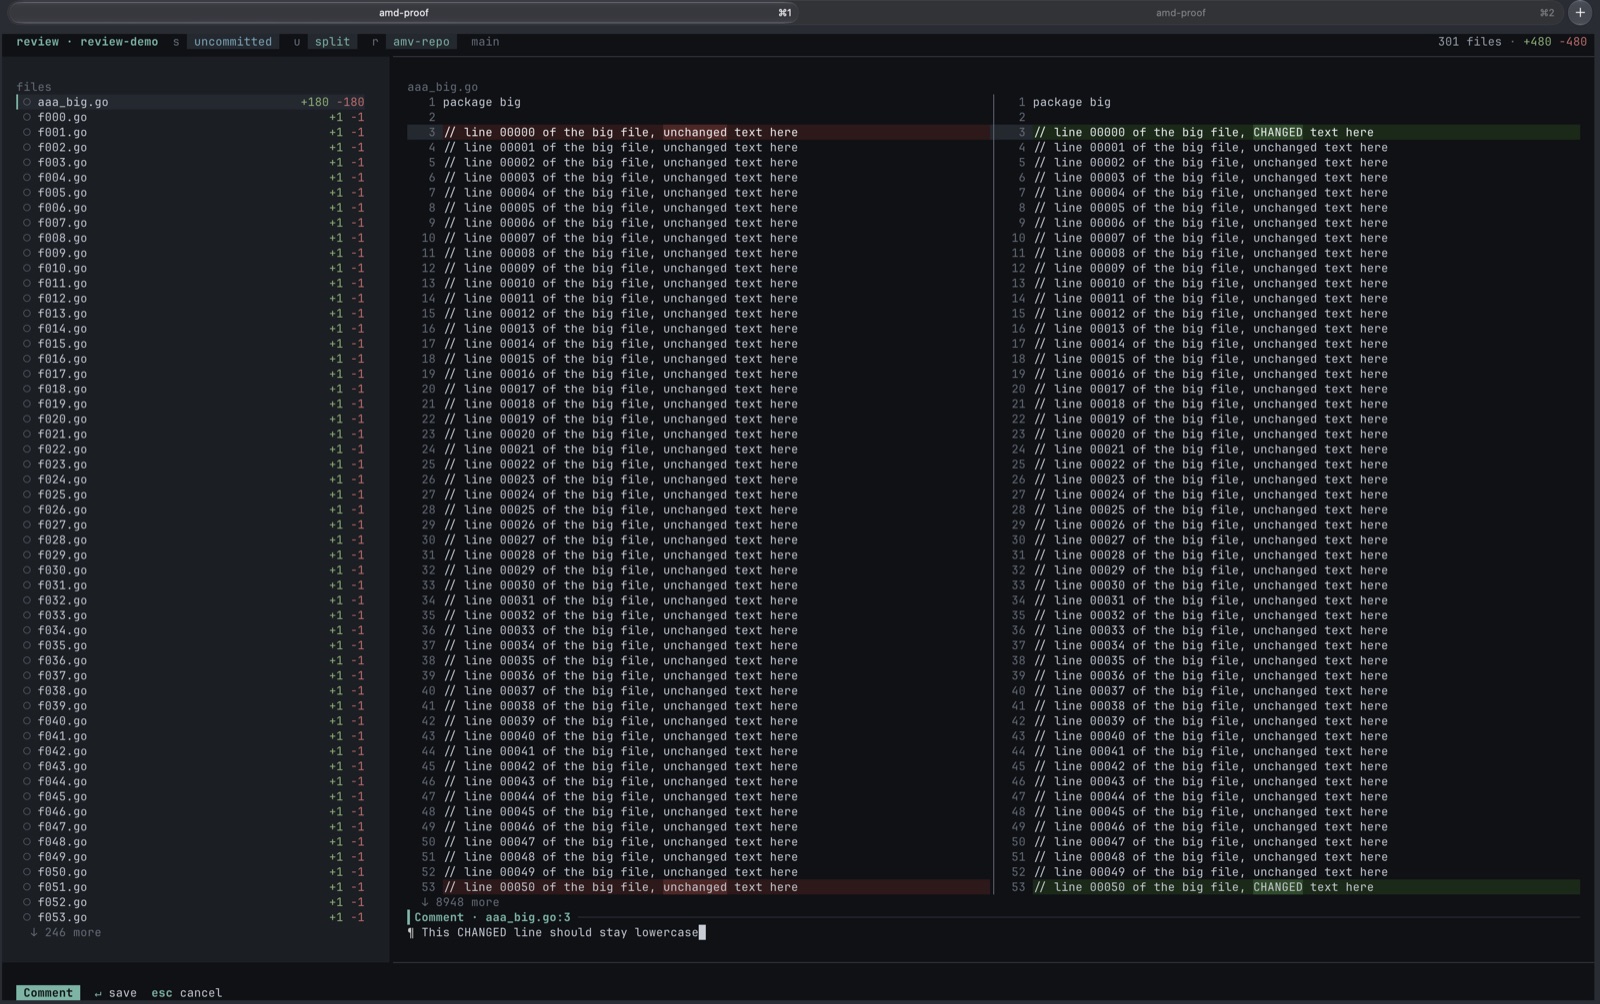 amd-proof ⌘1 amd-proof ⌘2 +
review · review-demo s uncommitted u split r amv-repo main 301 files · +480 -480
files
aaa_big.go +180 -180
f000.go +1 -1
f001.go +1 -1
f002.go +1 -1
f003.go +1 -1
f004.go +1 -1
f005.go +1 -1
f006.go +1 -1
f007.go +1 -1
f008.go +1 -1
f009.go +1 -1
f010.go +1 -1
f011.go +1 -1
f012.go +1 -1
f013.go +1 -1
f014.go +1 -1
f015.go +1 -1
f016.go +1 -1
f017.go +1 -1
f018.go +1 -1
f019.go +1 -1
f020.go +1 -1
f021.go +1 -1
f022.go +1 -1
f023.go +1 -1
f024.go +1 -1
f025.go +1 -1
f026.go +1 -1
f027.go +1 -1
f028.go +1 -1
f029.go +1 -1
f030.go +1 -1
f031.go +1 -1
f032.go +1 -1
f033.go +1 -1
f034.go +1 -1
f035.go +1 -1
f036.go +1 -1
f037.go +1 -1
f038.go +1 -1
f039.go +1 -1
f040.go +1 -1
f041.go +1 -1
f042.go +1 -1
f043.go +1 -1
f044.go +1 -1
f045.go +1 -1
f046.go +1 -1
f047.go +1 -1
f048.go +1 -1
f049.go +1 -1
f050.go +1 -1
f051.go +1 -1
f052.go +1 -1
f053.go +1 -1
↓ 246 more
aaa_big.go
1 package big
2
3 // line 00000 of the big file, unchanged text here
4 // line 00001 of the big file, unchanged text here
5 // line 00002 of the big file, unchanged text here
6 // line 00003 of the big file, unchanged text here
7 // line 00004 of the big file, unchanged text here
8 // line 00005 of the big file, unchanged text here
9 // line 00006 of the big file, unchanged text here
10 // line 00007 of the big file, unchanged text here
11 // line 00008 of the big file, unchanged text here
12 // line 00009 of the big file, unchanged text here
13 // line 00010 of the big file, unchanged text here
14 // line 00011 of the big file, unchanged text here
15 // line 00012 of the big file, unchanged text here
16 // line 00013 of the big file, unchanged text here
17 // line 00014 of the big file, unchanged text here
18 // line 00015 of the big file, unchanged text here
19 // line 00016 of the big file, unchanged text here
20 // line 00017 of the big file, unchanged text here
21 // line 00018 of the big file, unchanged text here
22 // line 00019 of the big file, unchanged text here
23 // line 00020 of the big file, unchanged text here
24 // line 00021 of the big file, unchanged text here
25 // line 00022 of the big file, unchanged text here
26 // line 00023 of the big file, unchanged text here
27 // line 00024 of the big file, unchanged text here
28 // line 00025 of the big file, unchanged text here
29 // line 00026 of the big file, unchanged text here
30 // line 00027 of the big file, unchanged text here
31 // line 00028 of the big file, unchanged text here
32 // line 00029 of the big file, unchanged text here
33 // line 00030 of the big file, unchanged text here
34 // line 00031 of the big file, unchanged text here
35 // line 00032 of the big file, unchanged text here
36 // line 00033 of the big file, unchanged text here
37 // line 00034 of the big file, unchanged text here
38 // line 00035 of the big file, unchanged text here
39 // line 00036 of the big file, unchanged text here
40 // line 00037 of the big file, unchanged text here
41 // line 00038 of the big file, unchanged text here
42 // line 00039 of the big file, unchanged text here
43 // line 00040 of the big file, unchanged text here
44 // line 00041 of the big file, unchanged text here
45 // line 00042 of the big file, unchanged text here
46 // line 00043 of the big file, unchanged text here
47 // line 00044 of the big file, unchanged text here
48 // line 00045 of the big file, unchanged text here
49 // line 00046 of the big file, unchanged text here
50 // line 00047 of the big file, unchanged text here
51 // line 00048 of the big file, unchanged text here
52 // line 00049 of the big file, unchanged text here
53 // line 00050 of the big file, unchanged text here
1 package big
2
3 // line 00000 of the big file, CHANGED text here
4 // line 00001 of the big file, unchanged text here
5 // line 00002 of the big file, unchanged text here
6 // line 00003 of the big file, unchanged text here
7 // line 00004 of the big file, unchanged text here
8 // line 00005 of the big file, unchanged text here
9 // line 00006 of the big file, unchanged text here
10 // line 00007 of the big file, unchanged text here
11 // line 00008 of the big file, unchanged text here
12 // line 00009 of the big file, unchanged text here
13 // line 00010 of the big file, unchanged text here
14 // line 00011 of the big file, unchanged text here
15 // line 00012 of the big file, unchanged text here
16 // line 00013 of the big file, unchanged text here
17 // line 00014 of the big file, unchanged text here
18 // line 00015 of the big file, unchanged text here
19 // line 00016 of the big file, unchanged text here
20 // line 00017 of the big file, unchanged text here
21 // line 00018 of the big file, unchanged text here
22 // line 00019 of the big file, unchanged text here
23 // line 00020 of the big file, unchanged text here
24 // line 00021 of the big file, unchanged text here
25 // line 00022 of the big file, unchanged text here
26 // line 00023 of the big file, unchanged text here
27 // line 00024 of the big file, unchanged text here
28 // line 00025 of the big file, unchanged text here
29 // line 00026 of the big file, unchanged text here
30 // line 00027 of the big file, unchanged text here
31 // line 00028 of the big file, unchanged text here
32 // line 00029 of the big file, unchanged text here
33 // line 00030 of the big file, unchanged text here
34 // line 00031 of the big file, unchanged text here
35 // line 00032 of the big file, unchanged text here
36 // line 00033 of the big file, unchanged text here
37 // line 00034 of the big file, unchanged text here
38 // line 00035 of the big file, unchanged text here
39 // line 00036 of the big file, unchanged text here
40 // line 00037 of the big file, unchanged text here
41 // line 00038 of the big file, unchanged text here
42 // line 00039 of the big file, unchanged text here
43 // line 00040 of the big file, unchanged text here
44 // line 00041 of the big file, unchanged text here
45 // line 00042 of the big file, unchanged text here
46 // line 00043 of the big file, unchanged text here
47 // line 00044 of the big file, unchanged text here
48 // line 00045 of the big file, unchanged text here
49 // line 00046 of the big file, unchanged text here
50 // line 00047 of the big file, unchanged text here
51 // line 00048 of the big file, unchanged text here
52 // line 00049 of the big file, unchanged text here
53 // line 00050 of the big file, CHANGED text here
↓ 8948 more
Comment · aaa_big.go:3
¶ This CHANGED line should stay lowercase
Comment ↵ save esc cancel